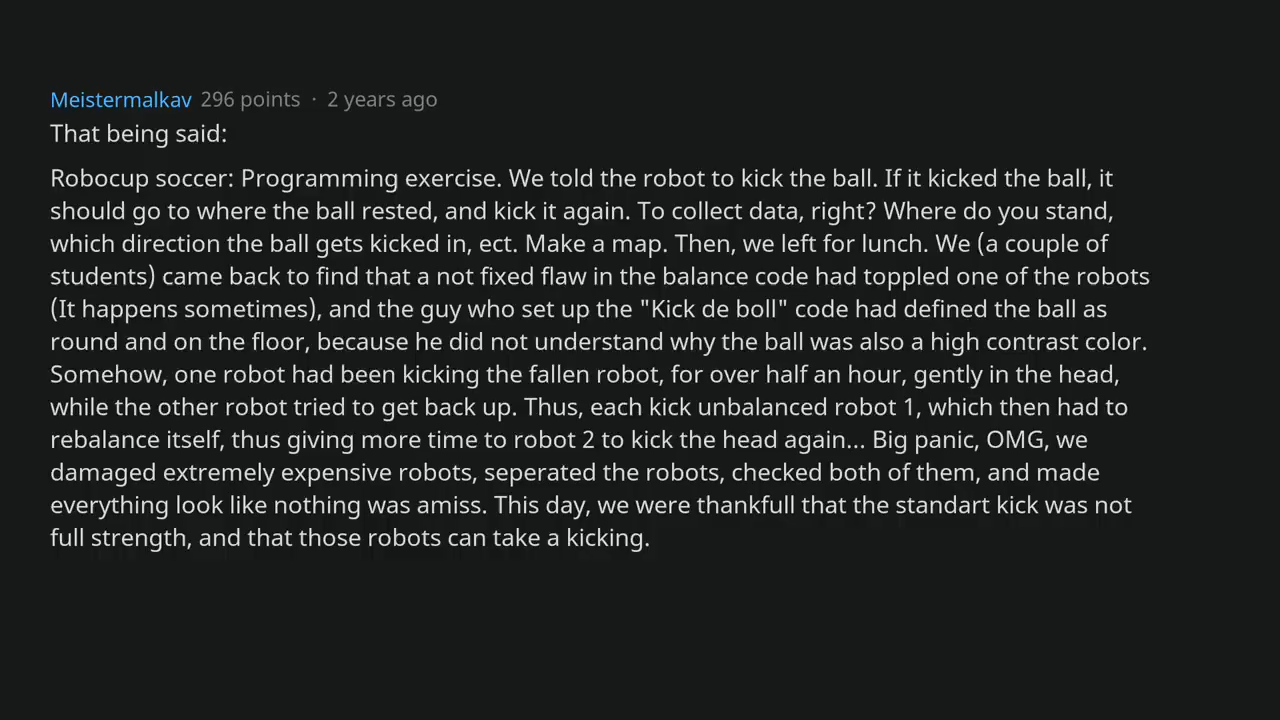 Meistermalkav 296 points · 2 years ago
That being said:
Robocup soccer: Programming exercise. We told the robot to kick the ball. If it kicked the ball, it
should go to where the ball rested, and kick it again. To collect data, right? Where do you stand,
which direction the ball gets kicked in, ect. Make a map. Then, we left for lunch. We (a couple of
students) came back to find that a not fixed flaw in the balance code had toppled one of the robots
(It happens sometimes), and the guy who set up the "Kick de boll" code had defined the ball as
round and on the floor, because he did not understand why the ball was also a high contrast color.
Somehow, one robot had been kicking the fallen robot, for over half an hour, gently in the head,
while the other robot tried to get back up. Thus, each kick unbalanced robot 1, which then had to
rebalance itself, thus giving more time to robot 2 to kick the head again... Big panic, OMG, we
damaged extremely expensive robots, seperated the robots, checked both of them, and made
everything look like nothing was amiss. This day, we were thankfull that the standart kick was not
full strength, and that those robots can take a kicking.